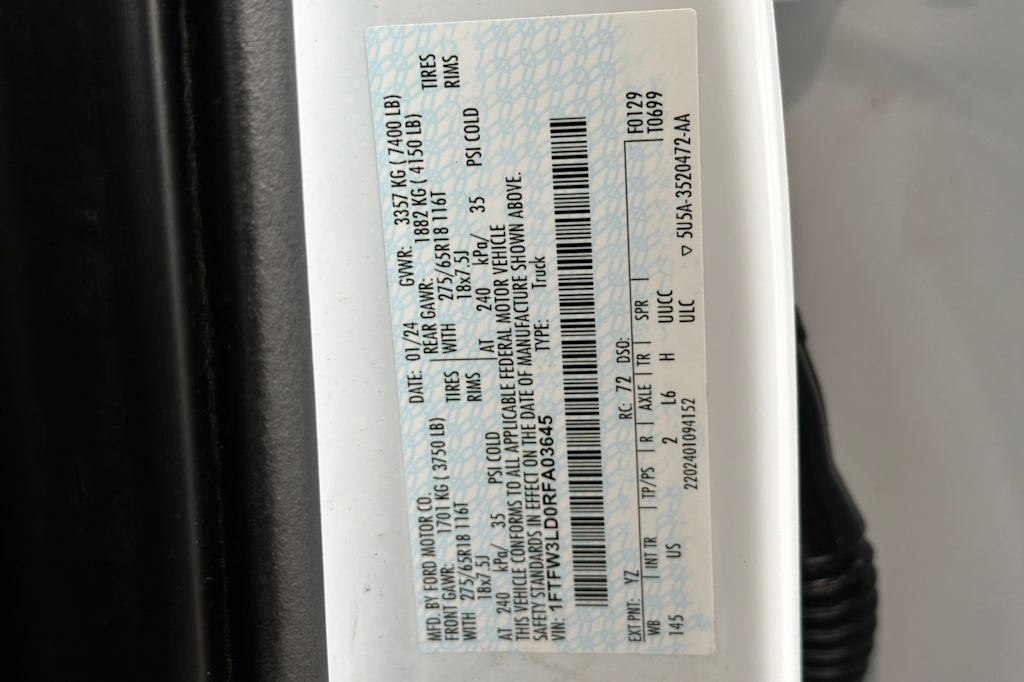 MFD. BY FORD MOTOR CO. DATE: 01/24 GVWR: 3357 KG ( 7400 LB)
FRONT GAWR: 1701 KG ( 3750 LB) REAR GAWR: 1882 KG ( 4150 LB)
WITH 275/65R18 116T TIRES WITH 275/65R18 116T TIRES
18x7.5J RIMS 18x7.5J RIMS
AT 240 kPa/ 35 PSI COLD AT 240 kPa/ 35 PSI COLD
THIS VEHICLE CONFORMS TO ALL APPLICABLE FEDERAL MOTOR VEHICLE
SAFETY STANDARDS IN EFFECT ON THE DATE OF MANUFACTURE SHOWN ABOVE.
VIN: 1FTFW3LD0RFA03645 TYPE: Truck
EXT PNT: YZ RC: 72 DSO: F0129
WB INT TR TP/PS R AXLE TR SPR T0699
145 US 2 L6 H UUCC
2202401094152 ULC ▽ 5U5A-3520472-AA